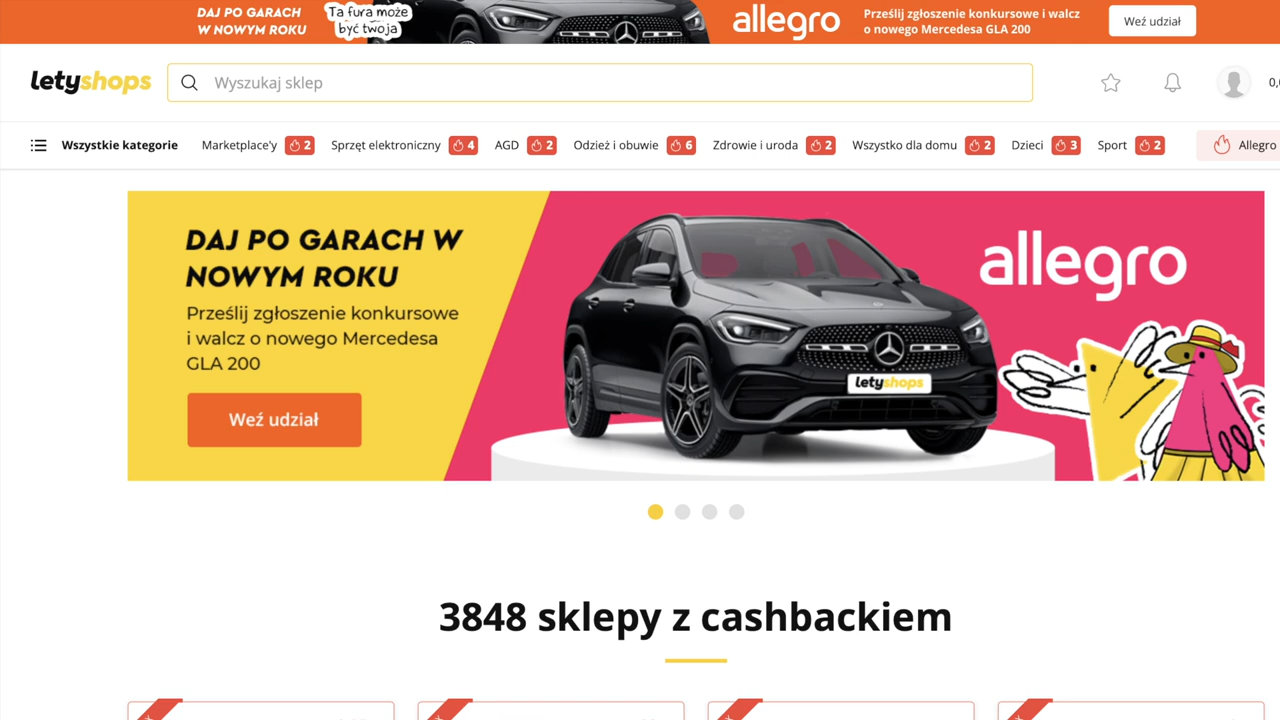 DAJ PO GARACH
W NOWYM ROKU
Ta fura może
być twoja
allegro
Prześlij zgłoszenie konkursowe i walcz
o nowego Mercedesa GLA 200
Weź udział
letyshops
Wyszukaj sklep
Wszystkie kategorie
Marketplace'y 2
Sprzęt elektroniczny 4
AGD 2
Odzież i obuwie 6
Zdrowie i uroda 2
Wszystko dla domu 2
Dzieci 3
Sport 2
Allegro
DAJ PO GARACH W
NOWYM ROKU
Prześlij zgłoszenie konkursowe
i walcz o nowego Mercedesa
GLA 200
Weź udział
letyshops
allegro
3848 sklepy z cashbackiem